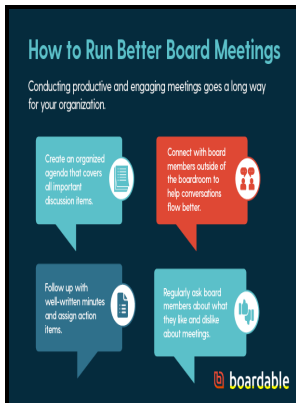 How to Run Better Board Meetings
Conducting productive and engaging meetings goes a long way
for your organization.
Create an organized
agenda that covers
all important
discussion items.
Connect with board
members outside of
the boardroom to
help conversations
flow better.
Follow up with
well-written minutes
and assign action
items.
Regularly ask board
members about what
they like and dislike
about meetings.
boardable